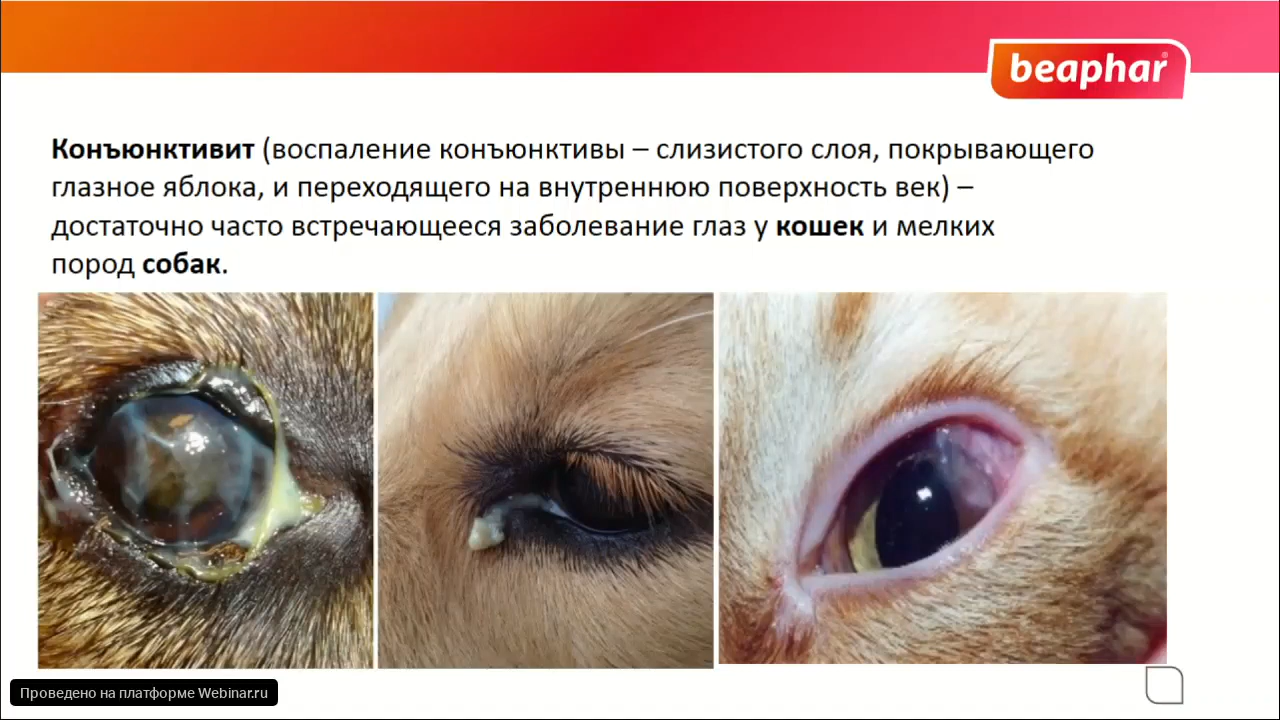 beaphar®
Конъюнктивит (воспаление конъюнктивы – слизистого слоя, покрывающего
глазное яблока, и переходящего на внутреннюю поверхность век) –
достаточно часто встречающееся заболевание глаз у кошек и мелких
пород собак.
Проведено на платформе Webinar.ru